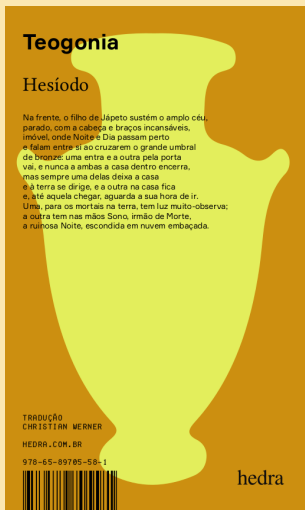 Teogonia
Hesíodo
Na frente, o filho de Jápeto sustém o amplo céu,
parado, com a cabeça e braços incansáveis,
imóvel, onde Noite e Dia passam perto
e falam entre si ao cruzarem o grande umbral
de bronze: uma entra e a outra pela porta
vai, e nunca a ambas a casa dentro encerra,
mas sempre uma delas deixa a casa
e à terra se dirige, e a outra na casa fica
e, até aquela chegar, aguarda a sua hora de ir.
Uma, para os mortais na terra, tem luz muito-observa;
a outra tem nas mãos Sono, irmão de Morte,
a ruinosa Noite, escondida em nuvem embaçada.
TRADUÇÃO
CHRISTIAN WERNER
HEDRA.COM.BR
978-65-89705-58-1
hedra